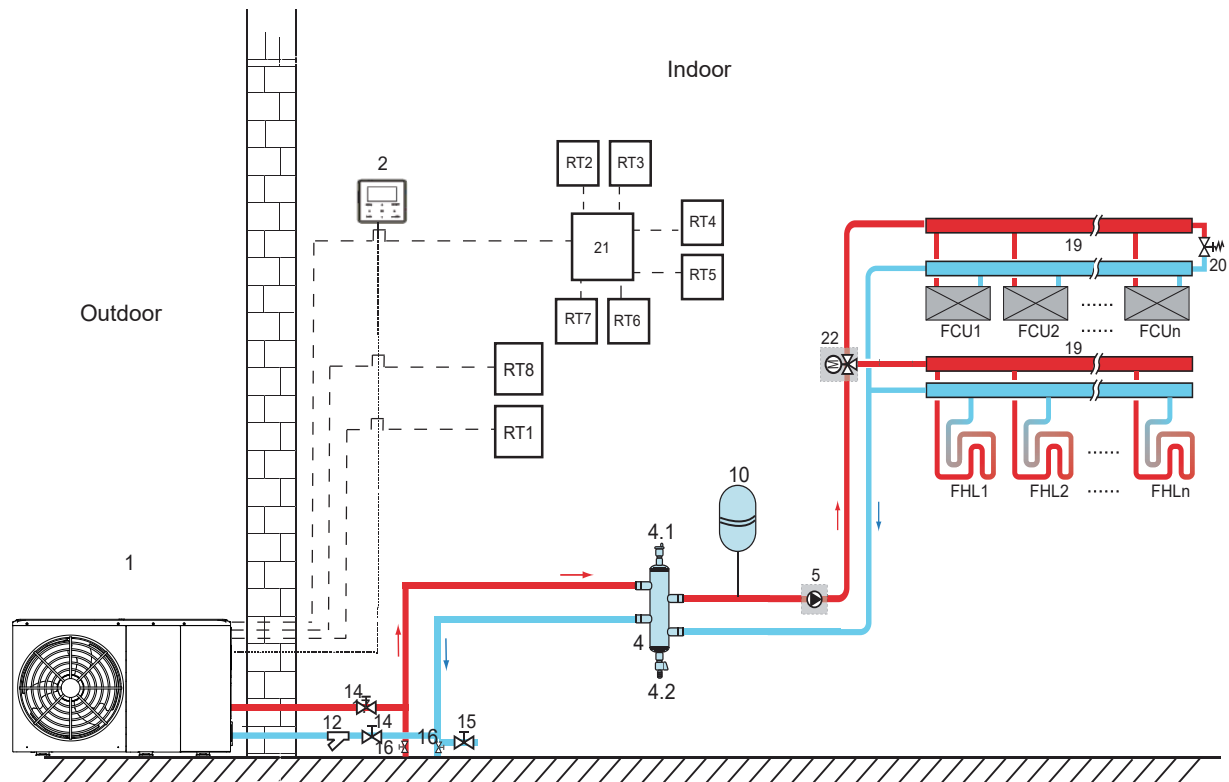 Indoor
2
RT2
RT3
RT4
21
RT5
RT7
RT6
19
20
Outdoor
FCU1
FCU2
......
......
FCUn
22
19
M
RT8
RT1
10
FHL1
FHL2
......
......
FHLn
1
4.1
5
4
4.2
14
12
14
16
16
15